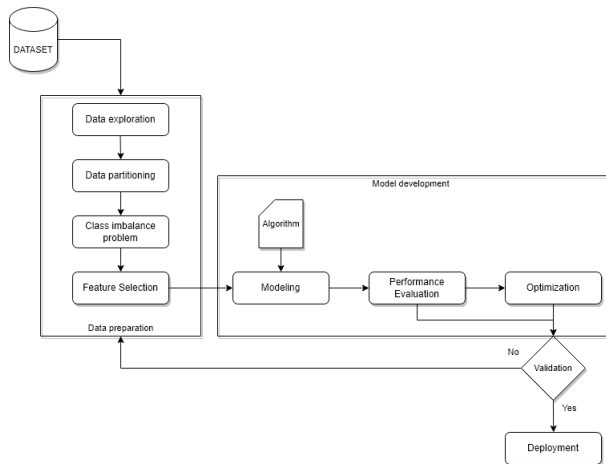 DATASET
Data exploration
Data partitioning
Class imbalance
problem
Feature Selection
Data preparation
Model development
Algorithm
Modeling
Performance
Evaluation
Optimization
No
Validation
Yes
Deployment